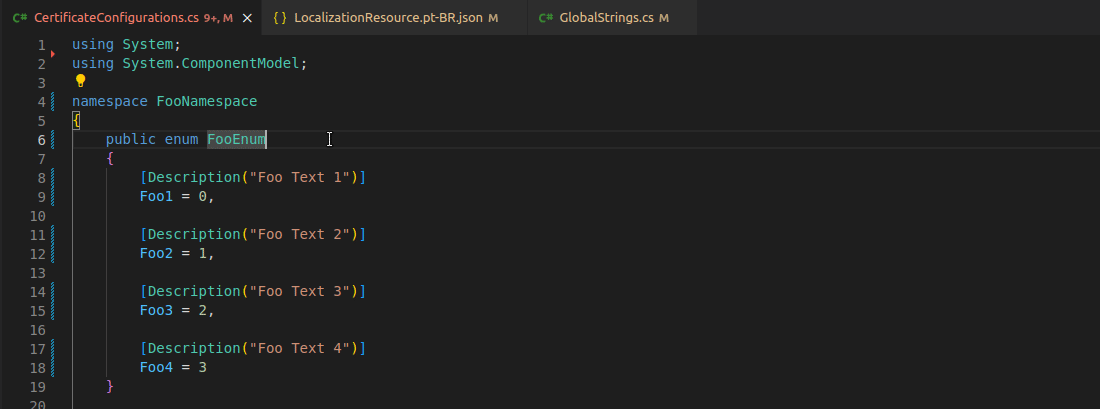 C# CertificateConfigurations.cs 9+, M × {} LocalizationResource.pt-BR.json M C# GlobalStrings.cs M
1 using System;
2 using System.ComponentModel;
3
4 namespace FooNamespace
5 {
6 public enum FooEnum
7 {
8 [Description("Foo Text 1")]
9 Foo1 = 0,
10
11 [Description("Foo Text 2")]
12 Foo2 = 1,
13
14 [Description("Foo Text 3")]
15 Foo3 = 2,
16
17 [Description("Foo Text 4")]
18 Foo4 = 3
19 }
20